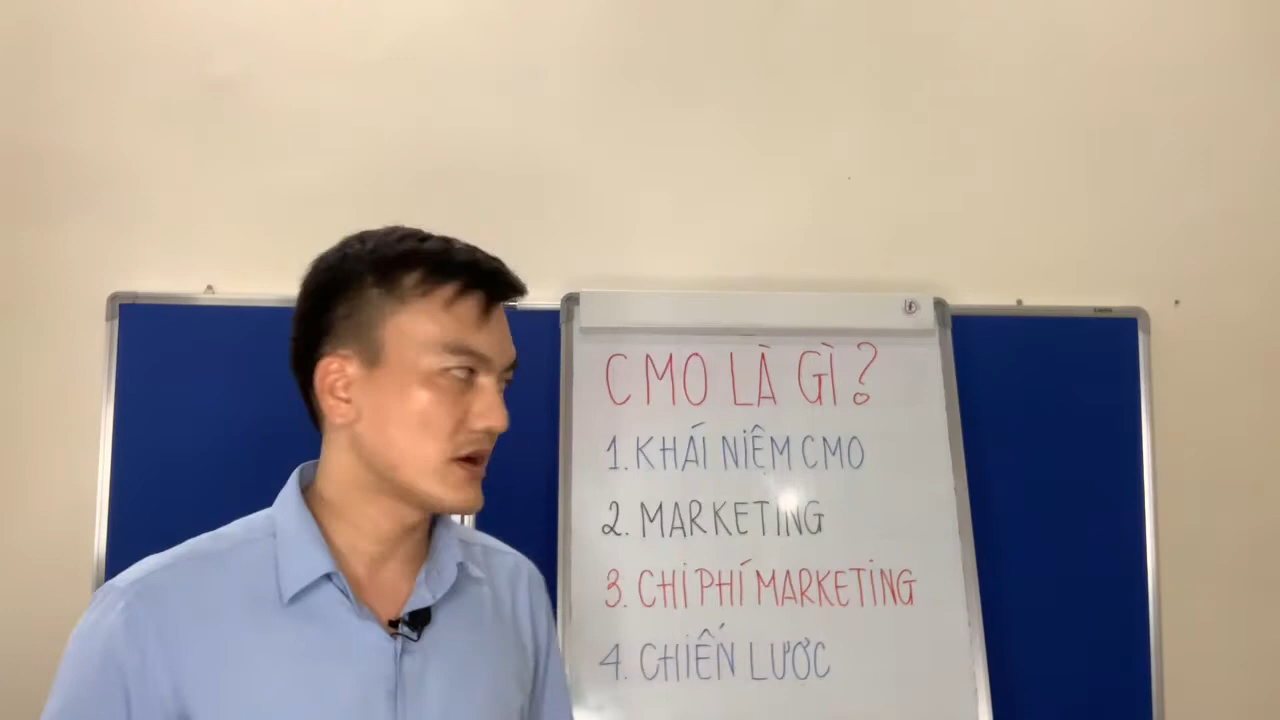 CMO LÀ GÌ?
1. KHÁI NIỆM CMO
2. MARKETING
3. CHI PHÍ MARKETING
4. CHIẾN LƯỢC